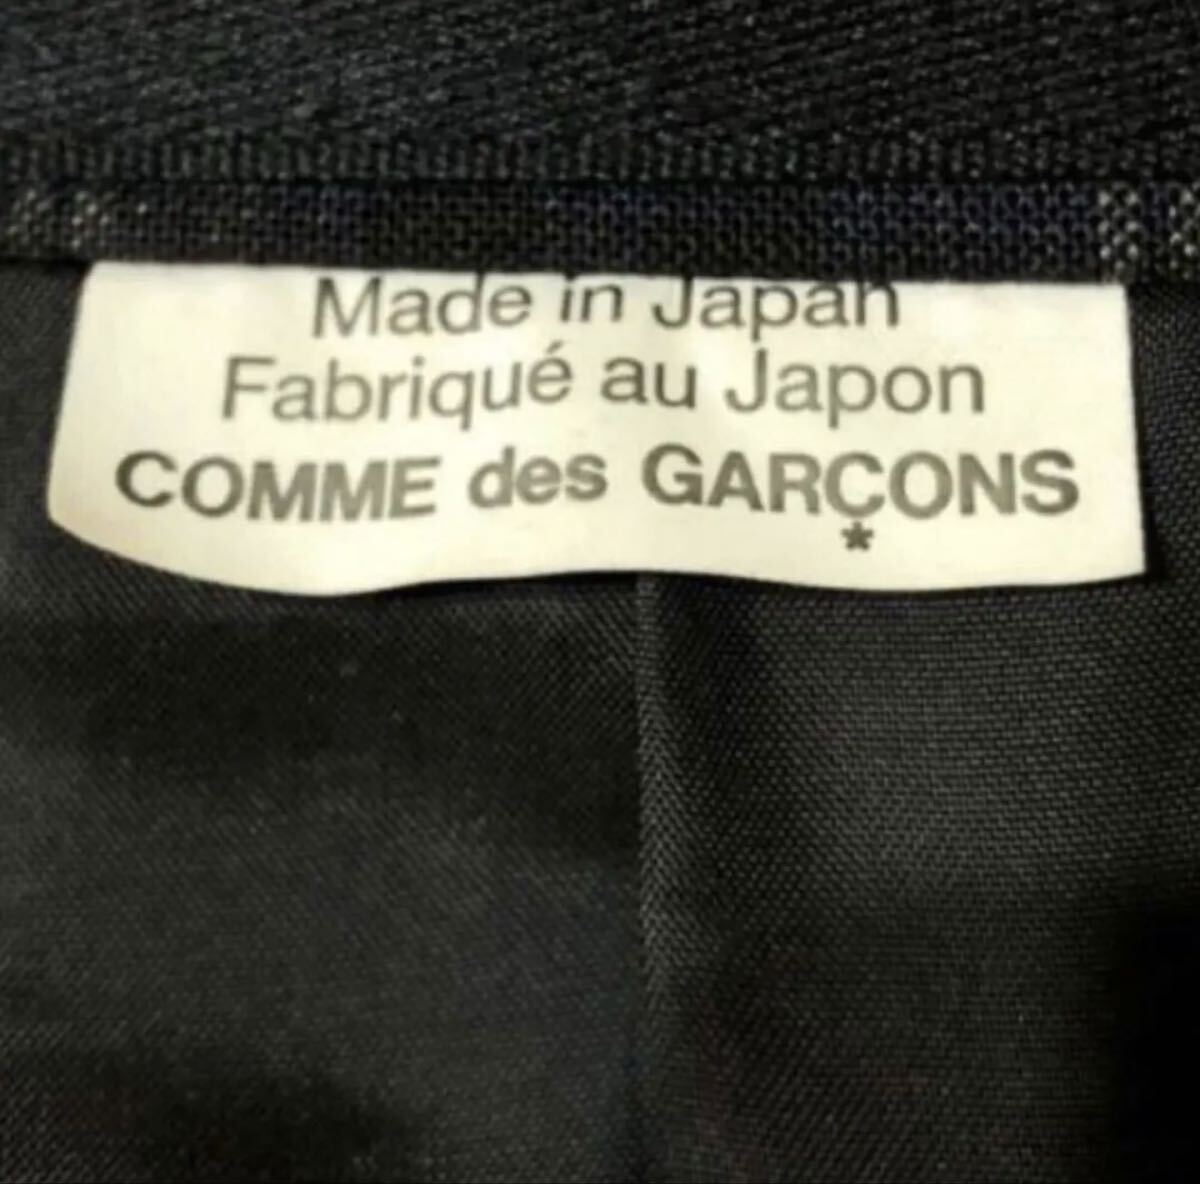 Made in Japan
Fabriqué au Japon
COMME des GARÇONS
*